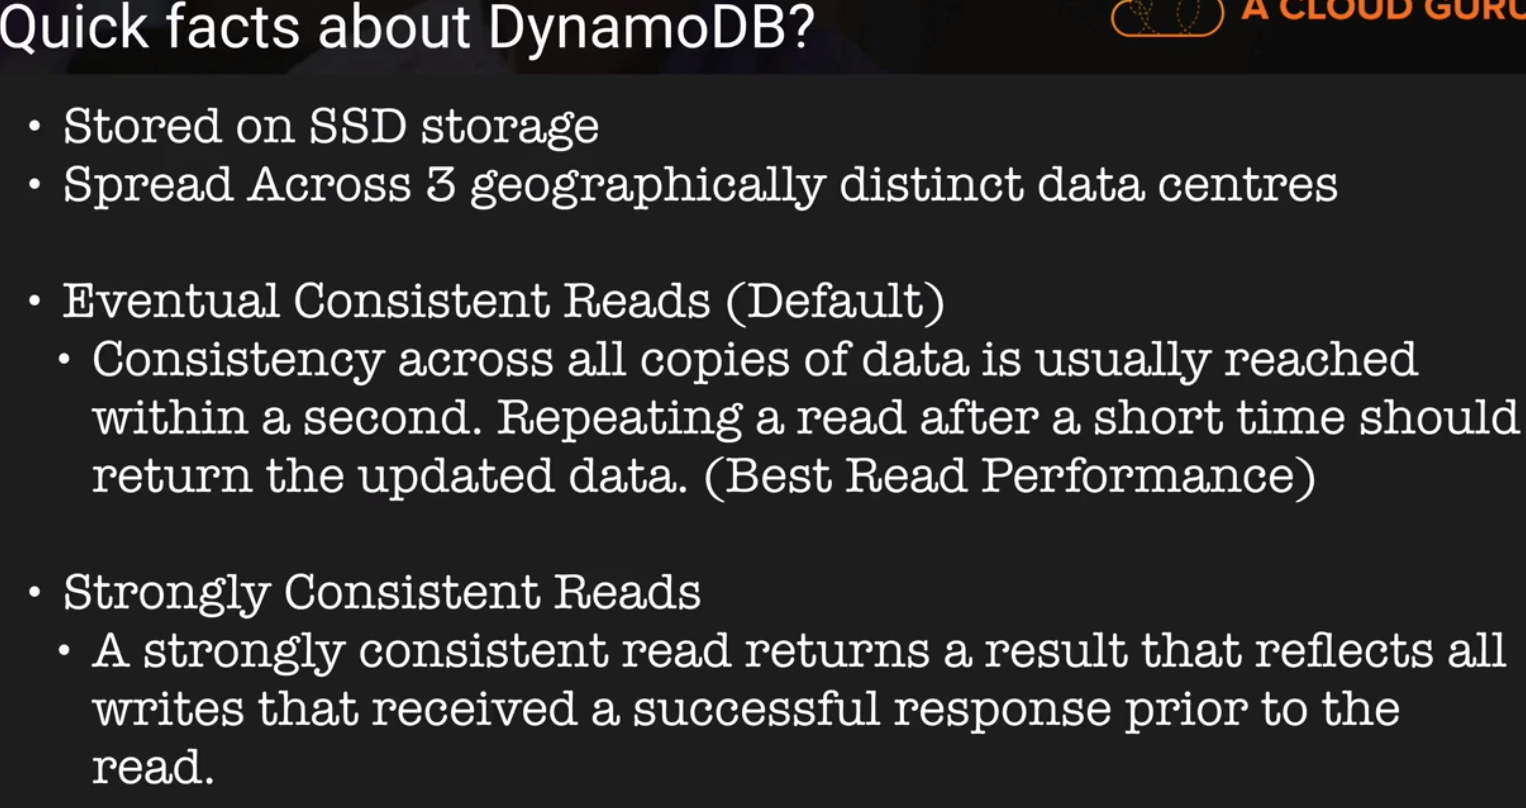 Quick facts about DynamoDB?
A CLOUD GURU
• Stored on SSD storage
• Spread Across 3 geographically distinct data centres
• Eventual Consistent Reads (Default)
• Consistency across all copies of data is usually reached
within a second. Repeating a read after a short time should
return the updated data. (Best Read Performance)
• Strongly Consistent Reads
• A strongly consistent read returns a result that reflects all
writes that received a successful response prior to the
read.